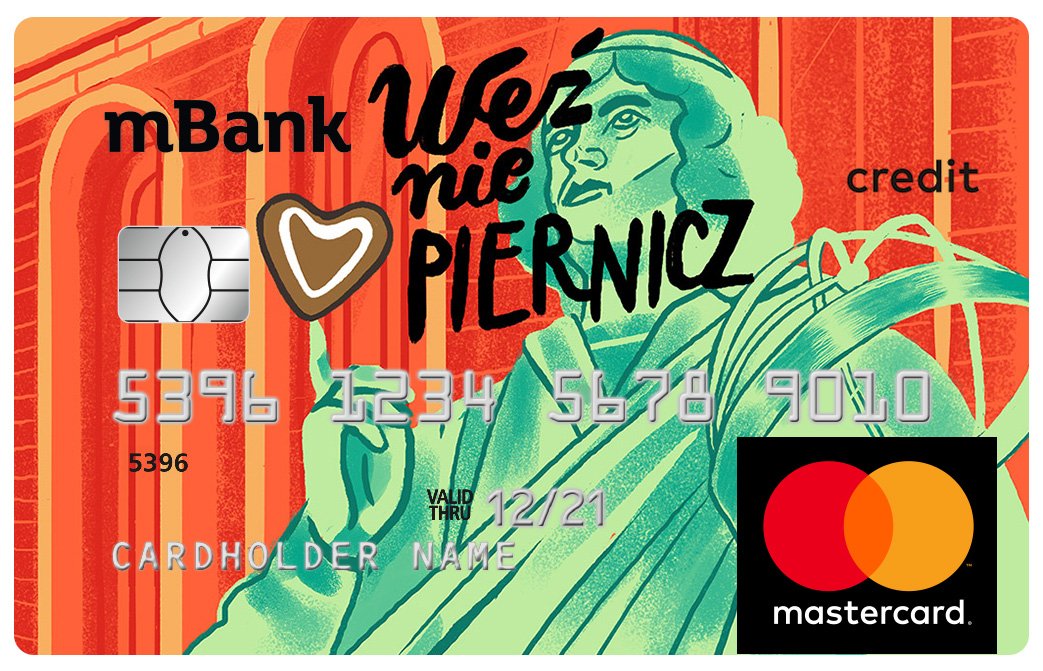 mBank
Weź
nie
PIERNICZ
credit
5396 1234 5678 9010
5396
VALID
THRU
12/21
CARDHOLDER NAME
mastercard.